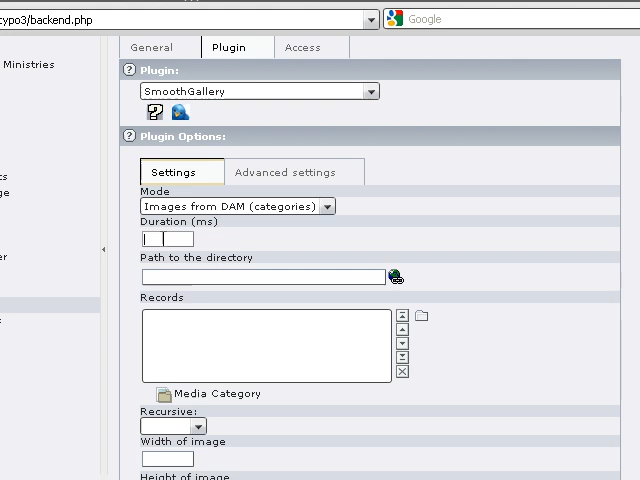 typo3/backend.php
Google
General Plugin Access
Ministries
Plugin:
SmoothGallery
Plugin Options:
Settings Advanced settings
Mode
Images from DAM (categories)
Duration (ms)
Path to the directory
Records
Media Category
Recursive:
Width of image
Height of image